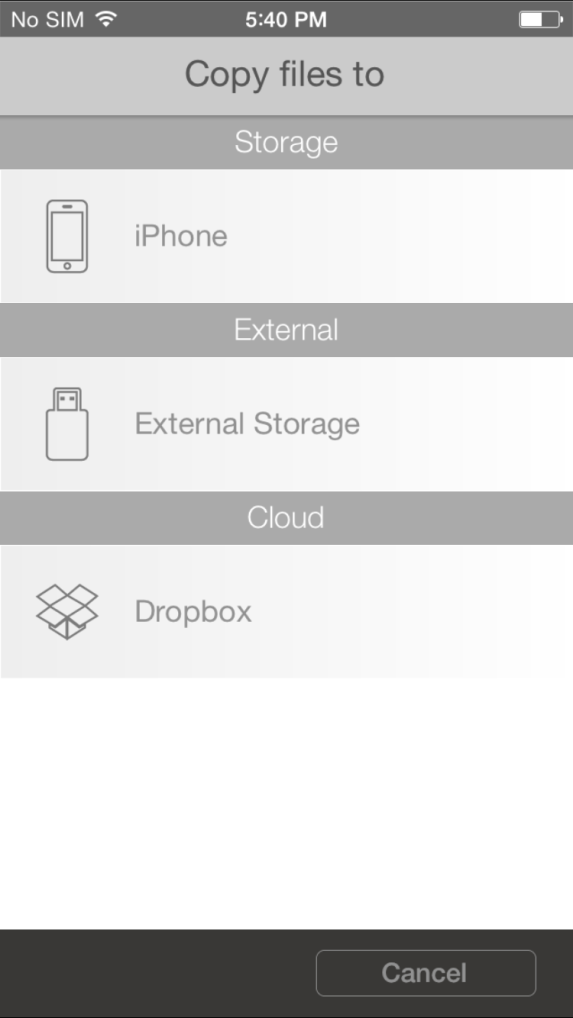 No SIM 5:40 PM
Copy files to
Storage
iPhone
External
External Storage
Cloud
Dropbox
Cancel